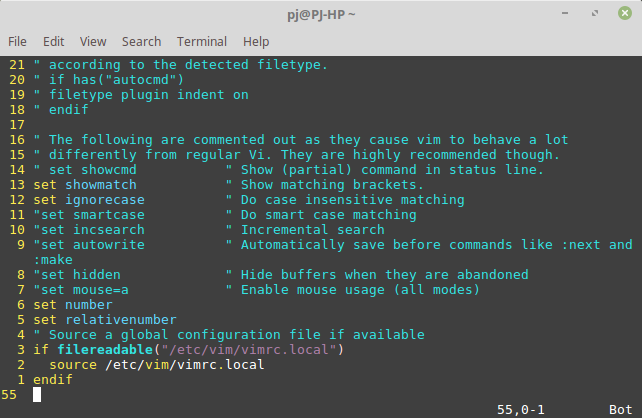 pj@PJ-HP ~
File Edit View Search Terminal Help
21 " according to the detected filetype.
20 " if has("autocmd")
19 " filetype plugin indent on
18 " endif
17
16 " The following are commented out as they cause vim to behave a lot
15 " differently from regular Vi. They are highly recommended though.
14 " set showcmd " Show (partial) command in status line.
13 set showmatch " Show matching brackets.
12 set ignorecase " Do case insensitive matching
11 "set smartcase " Do smart case matching
10 "set incsearch " Incremental search
9 "set autowrite " Automatically save before commands like :next and
:make
8 "set hidden " Hide buffers when they are abandoned
7 "set mouse=a " Enable mouse usage (all modes)
6 set number
5 set relativenumber
4 " Source a global configuration file if available
3 if filereadable("/etc/vim/vimrc.local")
2 source /etc/vim/vimrc.local
1 endif
55
55,0-1 Bot